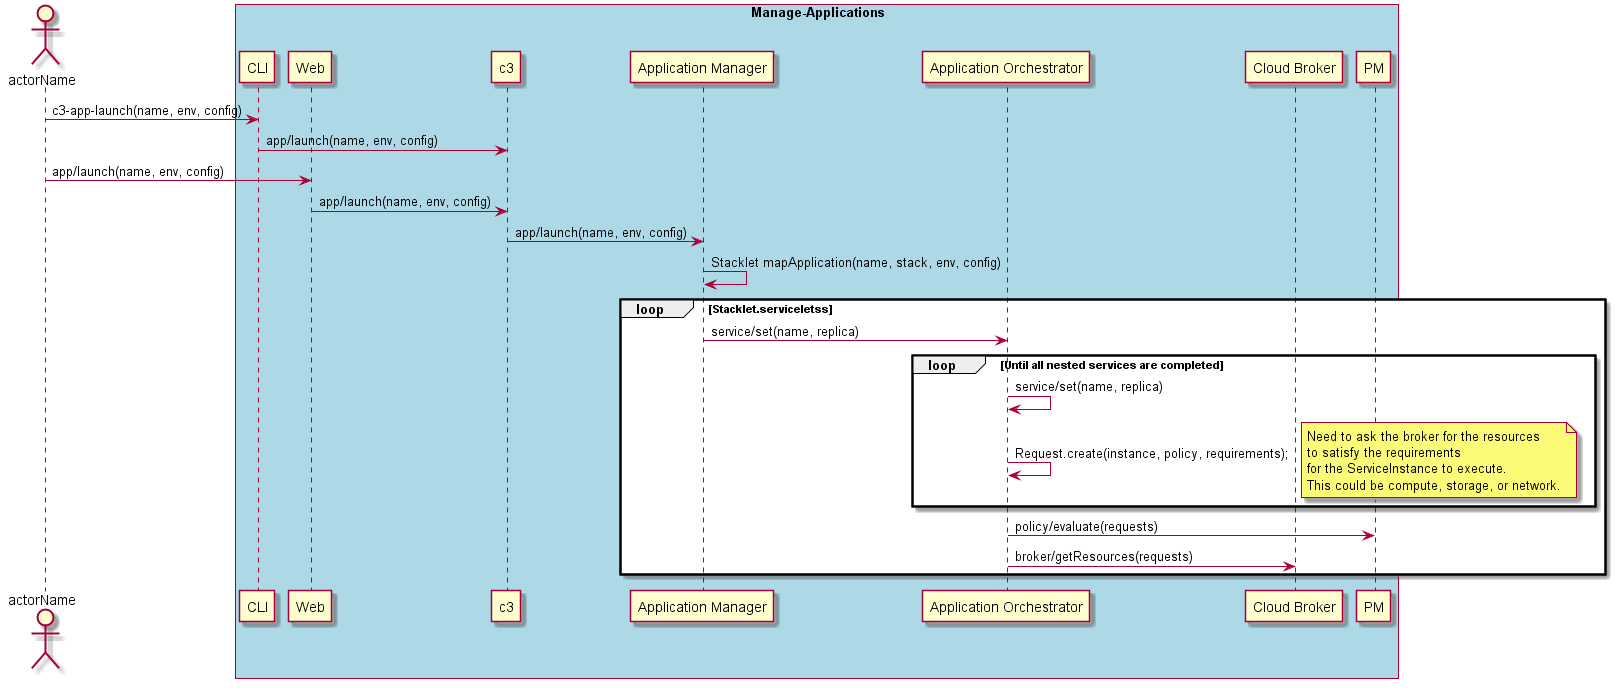 Manage-Applications
actorName
CLI
Web
c3
Application Manager
Application Orchestrator
Cloud Broker
PM
c3-app-launch(name, env, config)
app/launch(name, env, config)
app/launch(name, env, config)
app/launch(name, env, config)
app/launch(name, env, config)
Stacklet mapApplication(name, stack, env, config)
loop
[Stacklet.serviceletss]
service/set(name, replica)
loop
[Until all nested services are completed]
service/set(name, replica)
Request.create(instance, policy, requirements);
Need to ask the broker for the resources
to satisfy the requirements
for the ServiceInstance to execute.
This could be compute, storage, or network.
policy/evaluate(requests)
broker/getResources(requests)
actorName
CLI
Web
c3
Application Manager
Application Orchestrator
Cloud Broker
PM